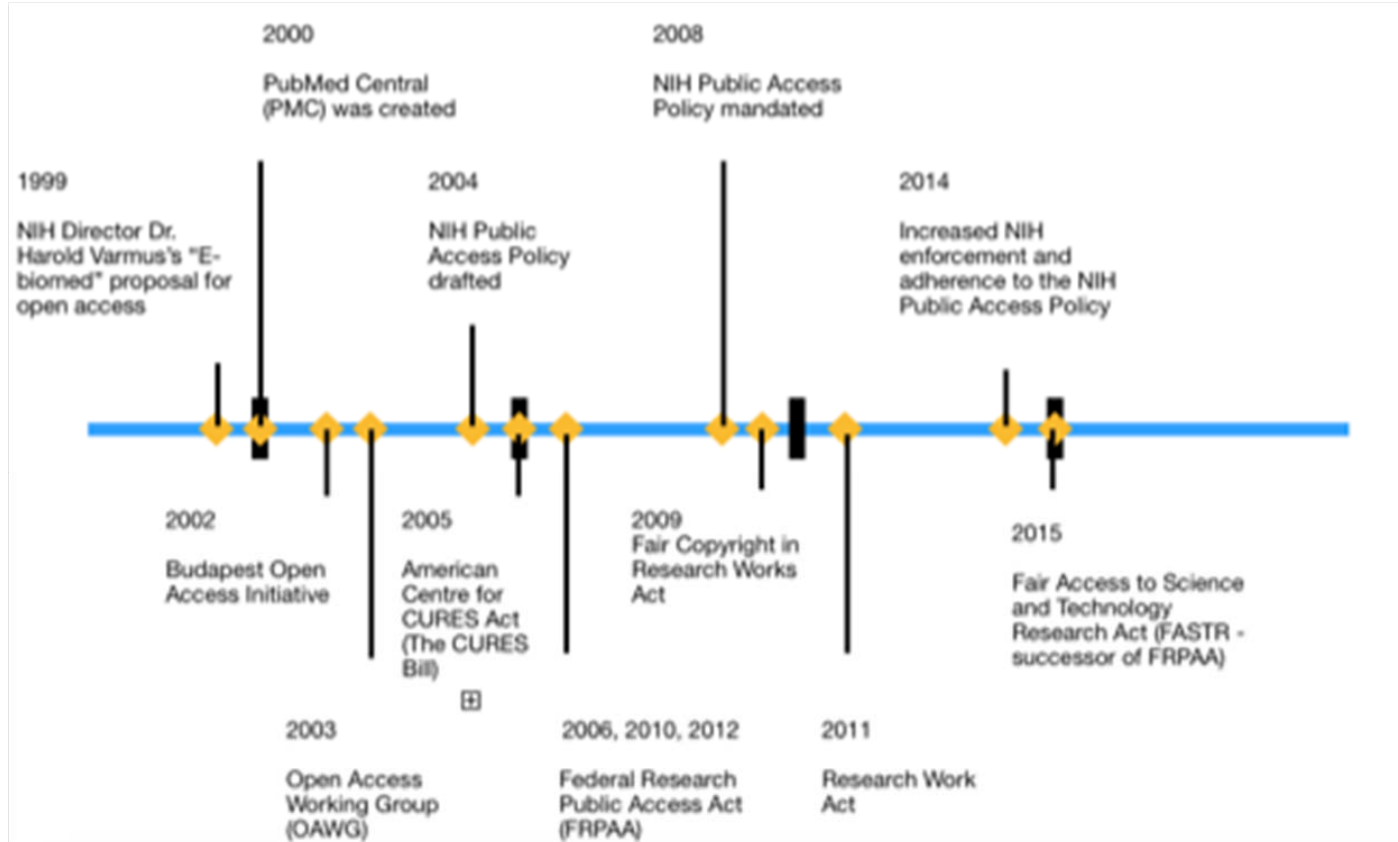 2000
PubMed Central
(PMC) was created
2008
NIH Public Access
Policy mandated
1999
NIH Director Dr.
Harold Varmus's "E-
biomed" proposal for
open access
2004
NIH Public
Access Policy
drafted
2014
Increased NIH
enforcement and
adherence to the NIH
Public Access Policy
2002
Budapest Open
Access Initiative
2005
American
Centre for
CURES Act
(The CURES
Bill)
2009
Fair Copyright in
Research Works
Act
2015
Fair Access to Science
and Technology
Research Act (FASTR -
successor of FRPAA)
2003
Open Access
Working Group
(OAWG)
2006, 2010, 2012
Federal Research
Public Access Act
(FRPAA)
2011
Research Work
Act